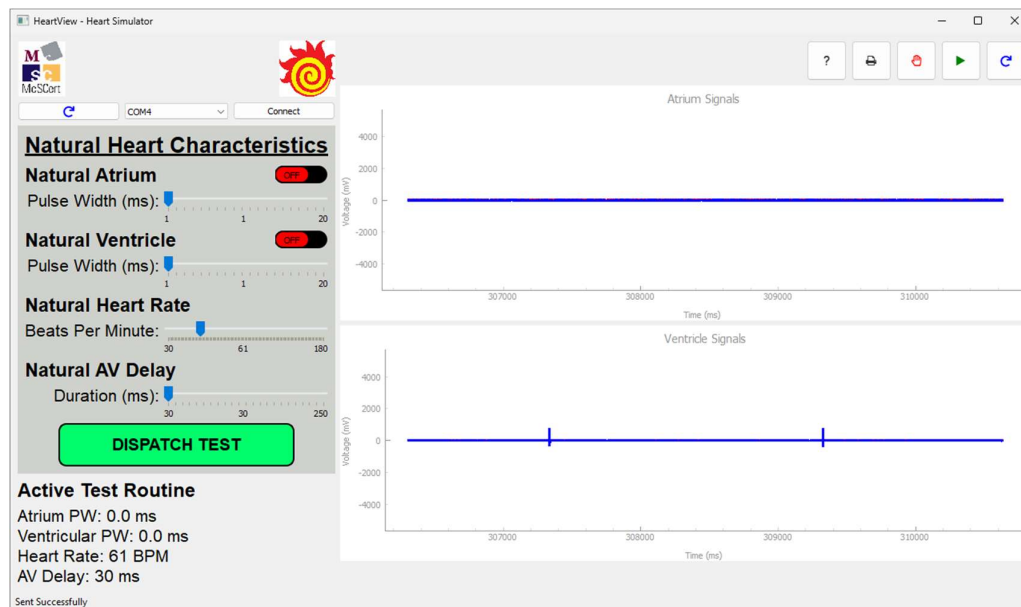 HeartView - Heart Simulator
M
SC
McSCert
COM4
Connect
?
Natural Heart Characteristics
Natural Atrium
OFF
Pulse Width (ms):
1 1 20
Natural Ventricle
OFF
Pulse Width (ms):
1 1 20
Natural Heart Rate
Beats Per Minute:
30 61 180
Natural AV Delay
Duration (ms):
30 30 250
DISPATCH TEST
Active Test Routine
Atrium PW: 0.0 ms
Ventricular PW: 0.0 ms
Heart Rate: 61 BPM
AV Delay: 30 ms
Sent Successfully
Atrium Signals
Voltage (mV)
4000
2000
0
-2000
-4000
307000 308000 309000 310000
Time (ms)
Ventricle Signals
Voltage (mV)
4000
2000
0
-2000
-4000
307000 308000 309000 310000
Time (ms)